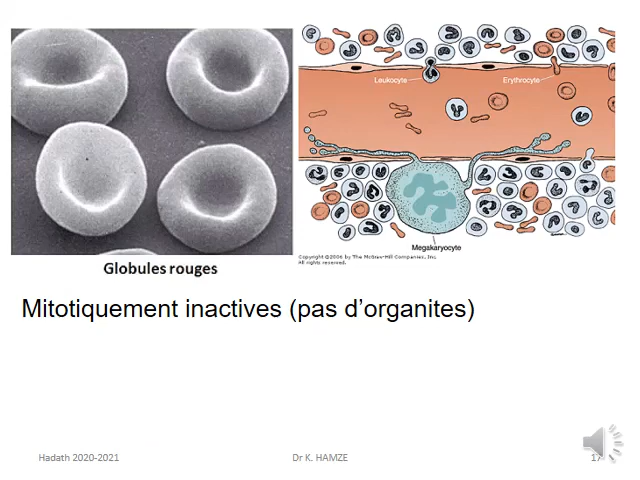 Leukocyte
Erythrocyte
Megakaryocyte
Copyright ©2006 by The McGraw-Hill Companies, Inc.
All rights reserved.
Globules rouges
Mitotiquement inactives (pas d’organites)
Hadath 2020-2021
Dr K. HAMZE
17